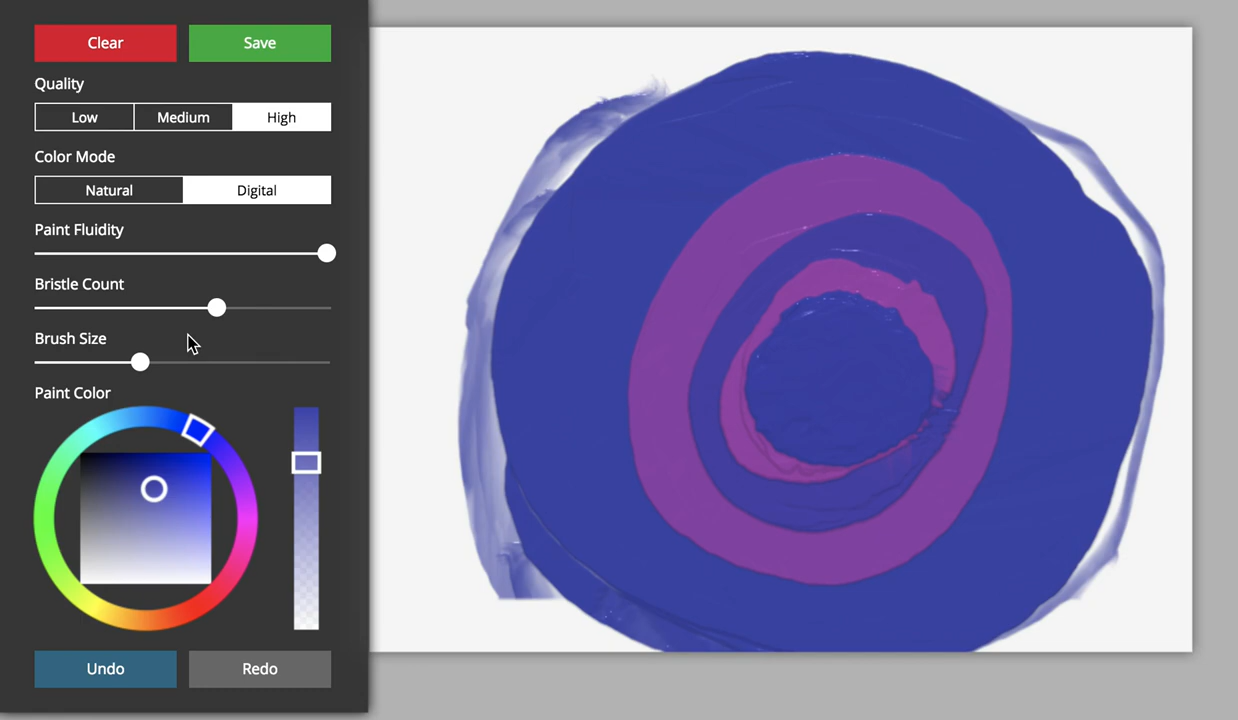 Clear Save
Quality
Low Medium High
Color Mode
Natural Digital
Paint Fluidity
Bristle Count
Brush Size
Paint Color
Undo Redo